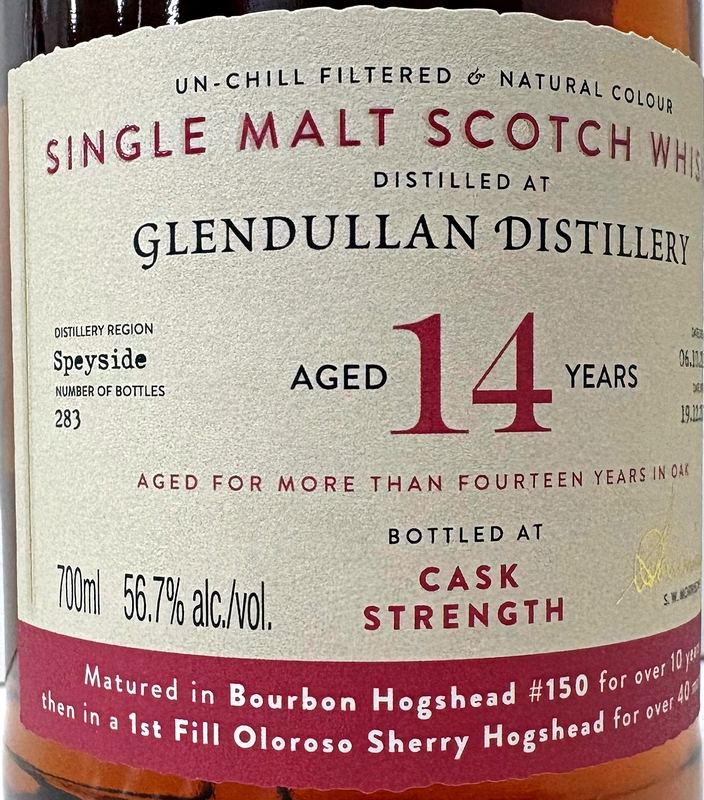 UN-CHILL FILTERED & NATURAL COLOUR
SINGLE MALT SCOTCH
DISTILLED AT
GLENDULLAN DISTILLERY
DISTILLERY REGION
Speyside
NUMBER OF BOTTLES
283
AGED 14 YEARS
AGED FOR MORE THAN FOURTEEN YEARS IN OAK
BOTTLED AT
CASK
STRENGTH
700ml 56.7% alc./vol.
Matured in Bourbon Hogshead #150 for over 10
then in a 1st Fill Oloroso Sherry Hogshead for over 40